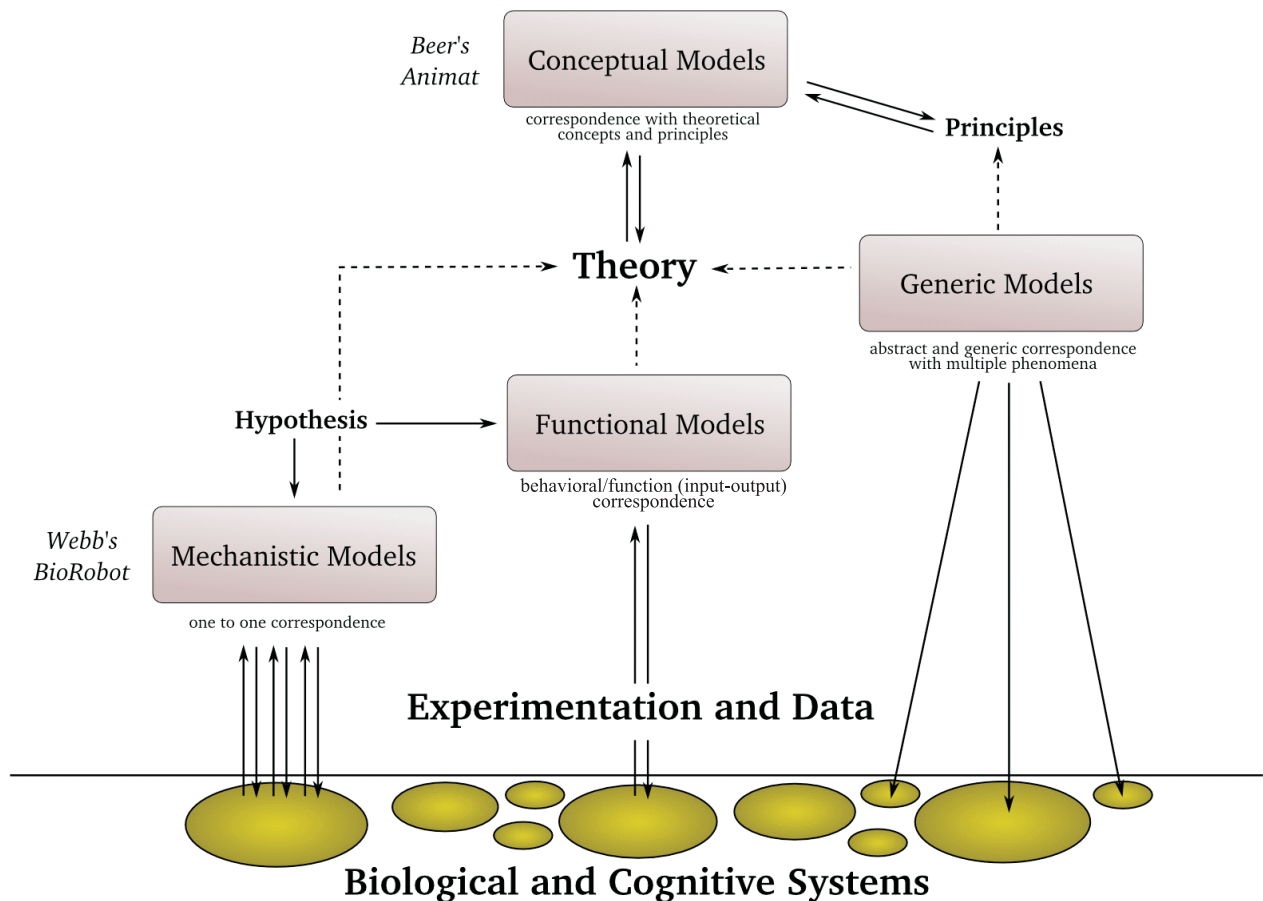 Beer's
Animat
Conceptual Models
correspondence with theoretical
concepts and principles
Principles
Theory
Generic Models
abstract and generic correspondence
with multiple phenomena
Hypothesis
Functional Models
behavioral/function (input-output)
correspondence
Webb's
BioRobot
Mechanistic Models
one to one correspondence
Experimentation and Data
Biological and Cognitive Systems